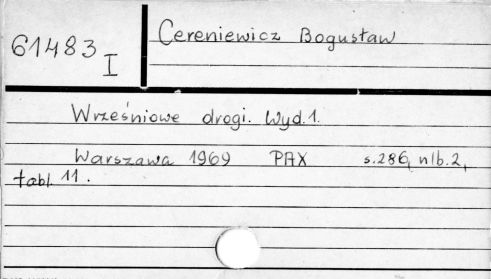 61483 I
Cereniewicz Bogusław
Wrześniowe drogi. Wyd.1.
Warszawa 1969 PAX s.286, nlb.2,
tabl. 11.